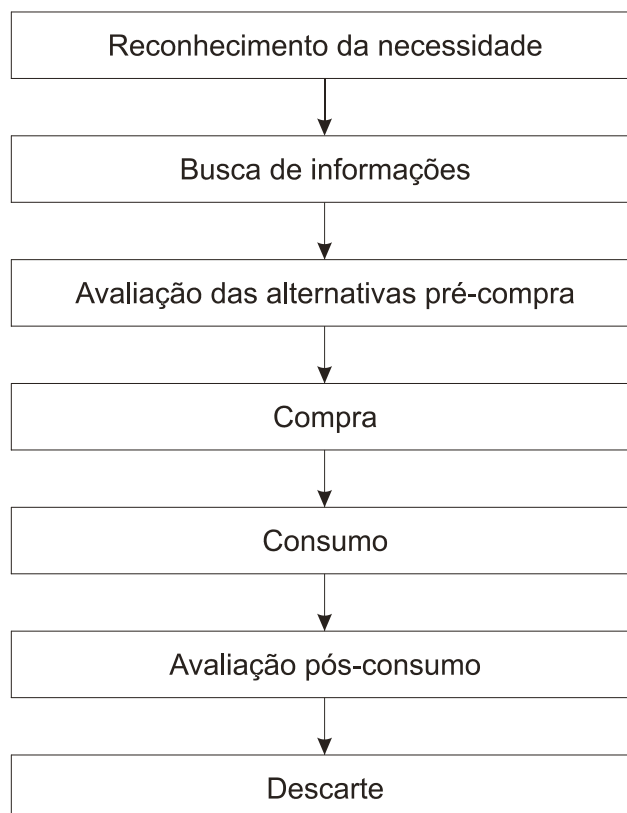 Reconhecimento da necessidade
Busca de informações
Avaliação das alternativas pré-compra
Compra
Consumo
Avaliação pós-consumo
Descarte